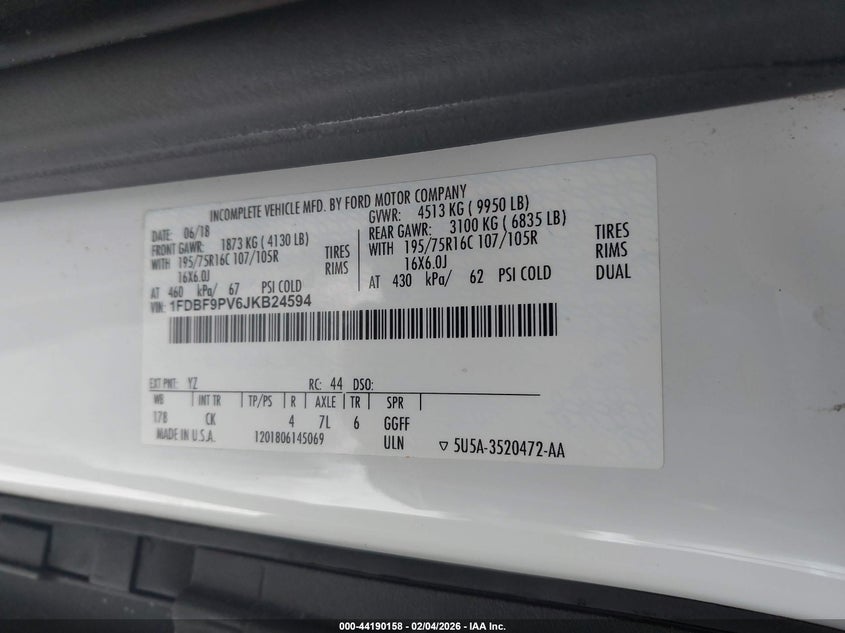 INCOMPLETE VEHICLE MFD. BY FORD MOTOR COMPANY
DATE: 06/18 GVWR: 4513 KG ( 9950 LB)
FRONT GAWR: 1873 KG ( 4130 LB) REAR GAWR: 3100 KG ( 6835 LB)
WITH 195/75R16C 107/105R TIRES WITH 195/75R16C 107/105R TIRES
16X6.0J RIMS 16X6.0J RIMS
AT 460 kPa/ 67 PSI COLD AT 430 kPa/ 62 PSI COLD DUAL
VIN: 1FDBF9PV6JKB24594
EXT PNT: YZ RC: 44 DSO:
WB INT TR TP/PS R AXLE TR SPR
178 CK 4 7L 6 GGFF
MADE IN U.S.A. 1201806145069 ULN 5U5A-3520472-AA
000-44190158 - 02/04/2026 - IAA Inc.